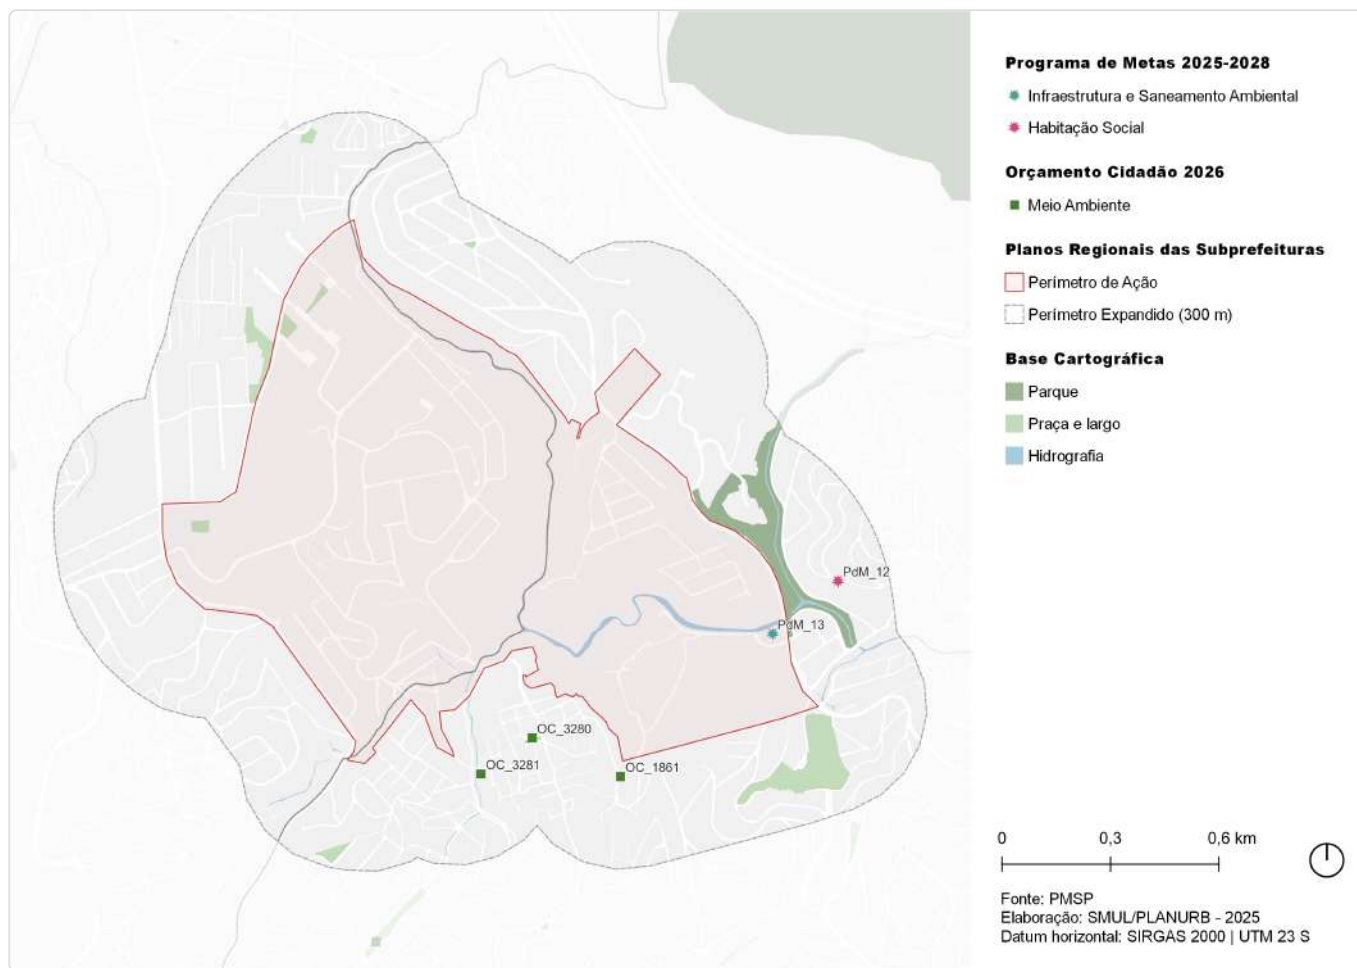 Programa de Metas 2025-2028
Infraestrutura e Saneamento Ambiental
Habitação Social
Orçamento Cidadão 2026
Meio Ambiente
Planos Regionais das Subprefeituras
Perímetro de Ação
Perímetro Expandido (300 m)
Base Cartográfica
Parque
Praça e largo
Hidrografia
PdM_12
PdM_13
OC_3280
OC_3281
OC_1861
0 0,3 0,6 km
Fonte: PMSP
Elaboração: SMUL/PLANURB - 2025
Datum horizontal: SIRGAS 2000 | UTM 23 S